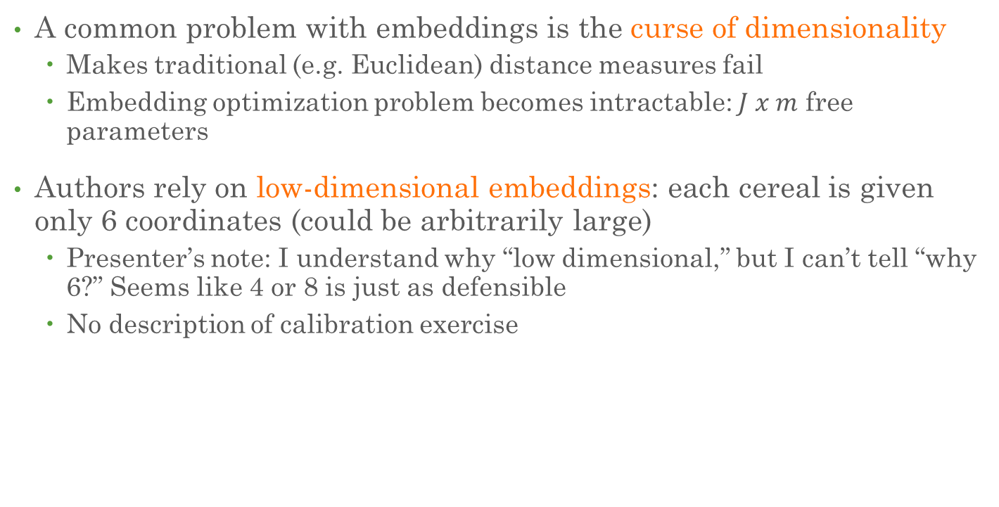 • A common problem with embeddings is the curse of dimensionality
• Makes traditional (e.g. Euclidean) distance measures fail
• Embedding optimization problem becomes intractable: J x m free
parameters
• Authors rely on low-dimensional embeddings: each cereal is given
only 6 coordinates (could be arbitrarily large)
• Presenter’s note: I understand why “low dimensional,” but I can’t tell “why
6?” Seems like 4 or 8 is just as defensible
• No description of calibration exercise